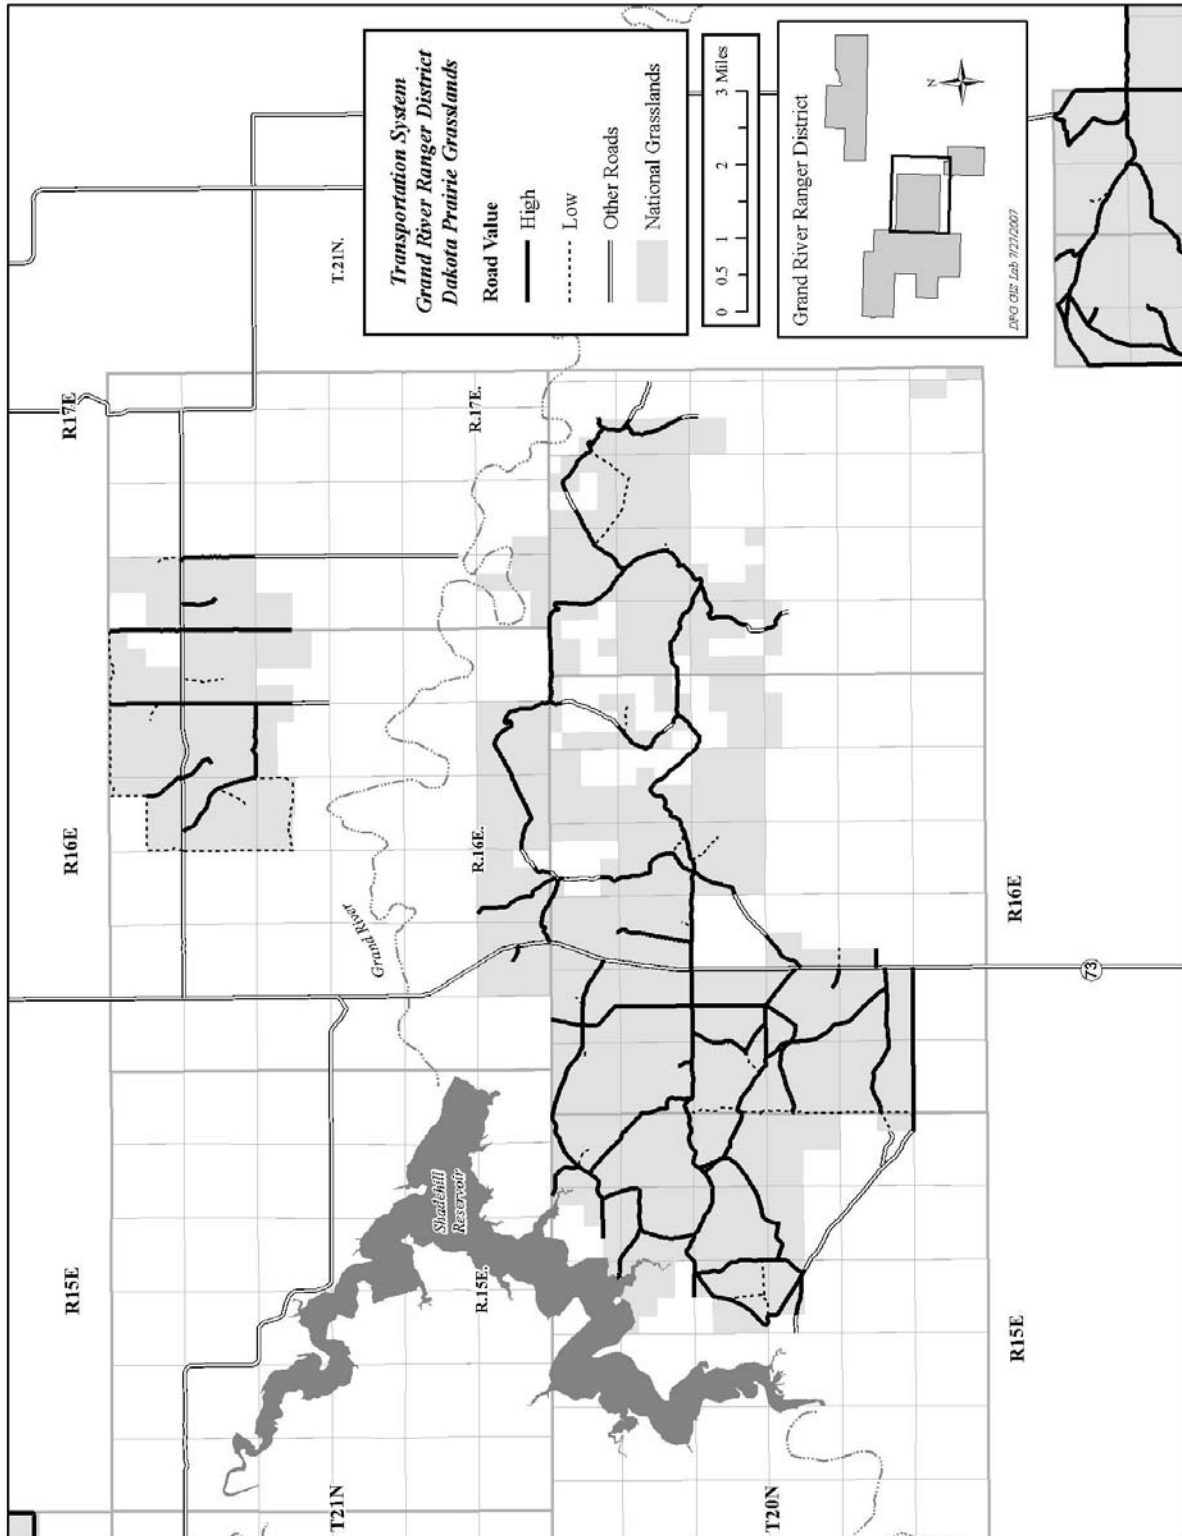 Transportation System
Grand River Ranger District
Dakota Prairie Grasslands
Road Value
High
Low
Other Roads
National Grasslands
0 0.5 1 2 3 Miles
Grand River Ranger District
N
DPG GIS Lab 7/27/2007
R15E
R16E
R17E
T21N
T.21N.
Grand River
Shadehill
Reservoir
R.15E.
R.16E.
R.17E.
T20N
73
R15E
R16E